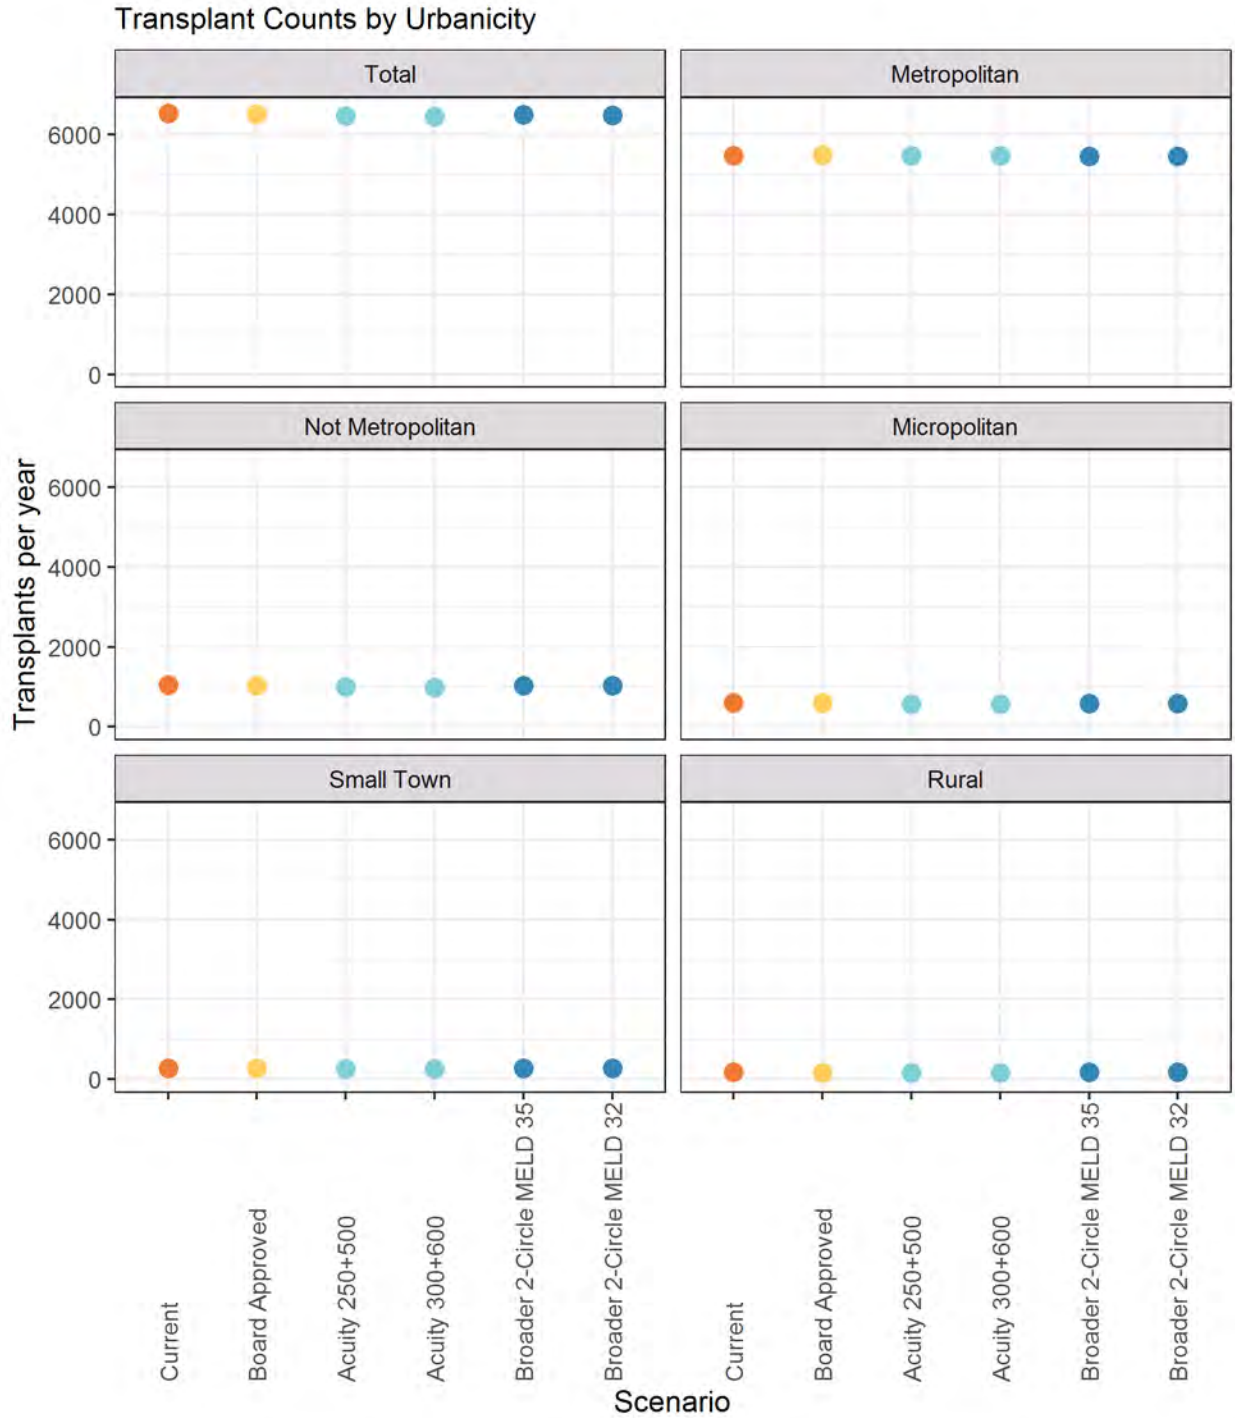 Transplant Counts by Urbanicity
Total
Metropolitan
6000
4000
2000
0
Not Metropolitan
Micropolitan
6000
4000
2000
0
Small Town
Rural
6000
4000
2000
0
Transplants per year
Current
Board Approved
Acuity 250+500
Acuity 300+600
Broader 2-Circle MELD 35
Broader 2-Circle MELD 32
Current
Board Approved
Acuity 250+500
Acuity 300+600
Broader 2-Circle MELD 35
Broader 2-Circle MELD 32
Scenario